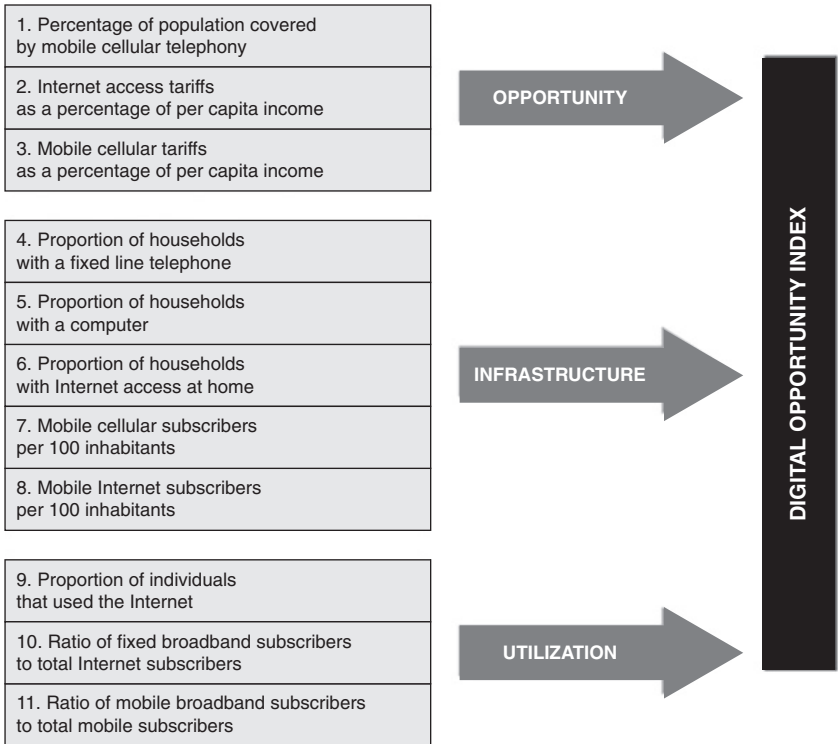 1. Percentage of population covered
by mobile cellular telephony
2. Internet access tariffs
as a percentage of per capita income
3. Mobile cellular tariffs
as a percentage of per capita income
OPPORTUNITY
4. Proportion of households
with a fixed line telephone
5. Proportion of households
with a computer
6. Proportion of households
with Internet access at home
7. Mobile cellular subscribers
per 100 inhabitants
8. Mobile Internet subscribers
per 100 inhabitants
INFRASTRUCTURE
9. Proportion of individuals
that used the Internet
10. Ratio of fixed broadband subscribers
to total Internet subscribers
11. Ratio of mobile broadband subscribers
to total mobile subscribers
UTILIZATION
DIGITAL OPPORTUNITY INDEX